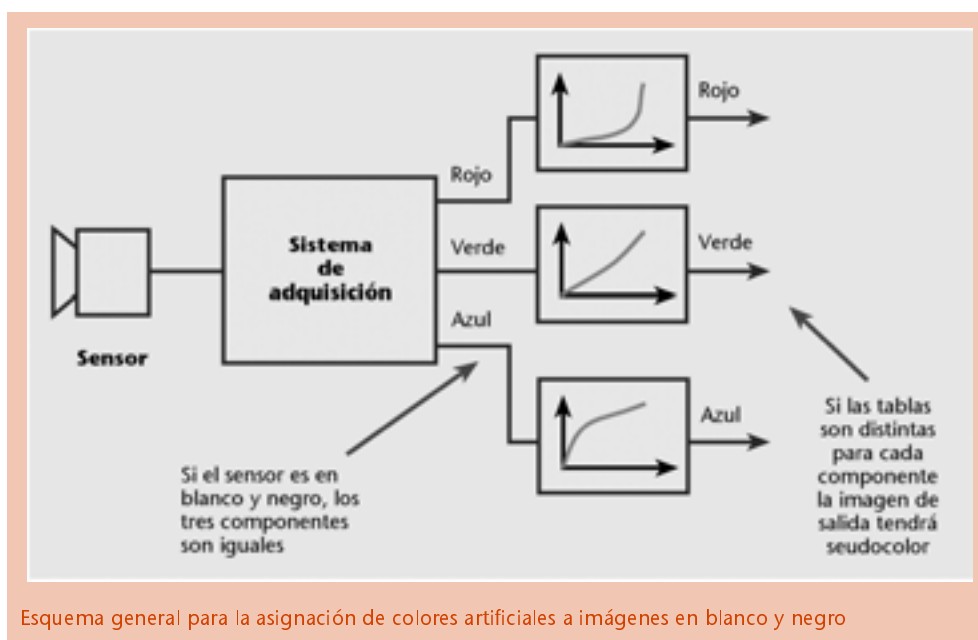 Rojo
Rojo
Sistema
de
adquisición
Verde
Verde
Azul
Sensor
Azul
Si el sensor es en
blanco y negro, los
tres componentes
son iguales
Si las tablas
son distintas
para cada
componente
la imagen de
salida tendrá
seudocolor
Esquema general para la asignación de colores artificiales a imágenes en blanco y negro